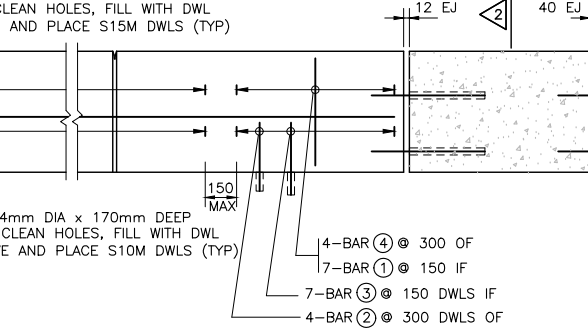 CLEAN HOLES, FILL WITH DWL
AND PLACE S15M DWLS (TYP)
12 EJ
2
40 EJ
150
MAX
4mm DIA x 170mm DEEP
CLEAN HOLES, FILL WITH DWL
E AND PLACE S10M DWLS (TYP)
4-BAR 4 @ 300 OF
7-BAR 1 @ 150 IF
7-BAR 3 @ 150 DWLS IF
4-BAR 2 @ 300 DWLS OF